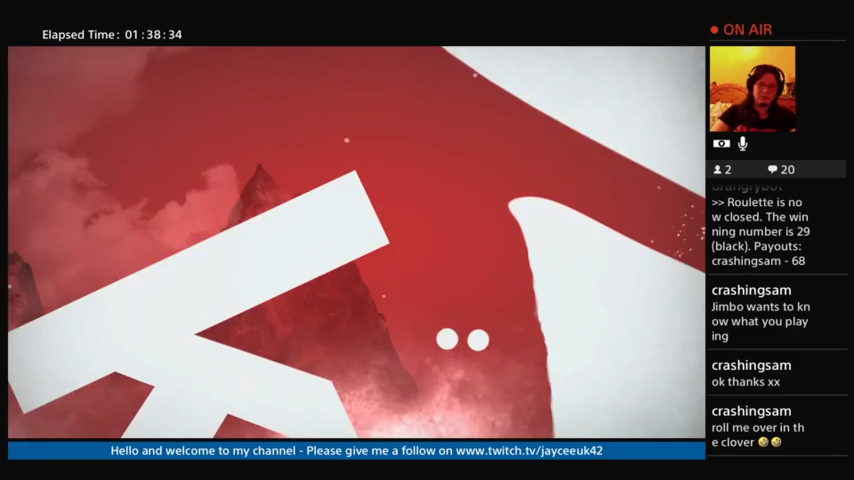 Elapsed Time: 01:38:34
ON AIR
2
20
urangrybot
>> Roulette is no
w closed. The win
ning number is 29
(black). Payouts:
crashingsam - 68
crashingsam
Jimbo wants to kn
ow what you play
ing
crashingsam
ok thanks xx
crashingsam
roll me over in th
e clover 🤣🤣
Hello and welcome to my channel - Please give me a follow on www.twitch.tv/jayceeuk42